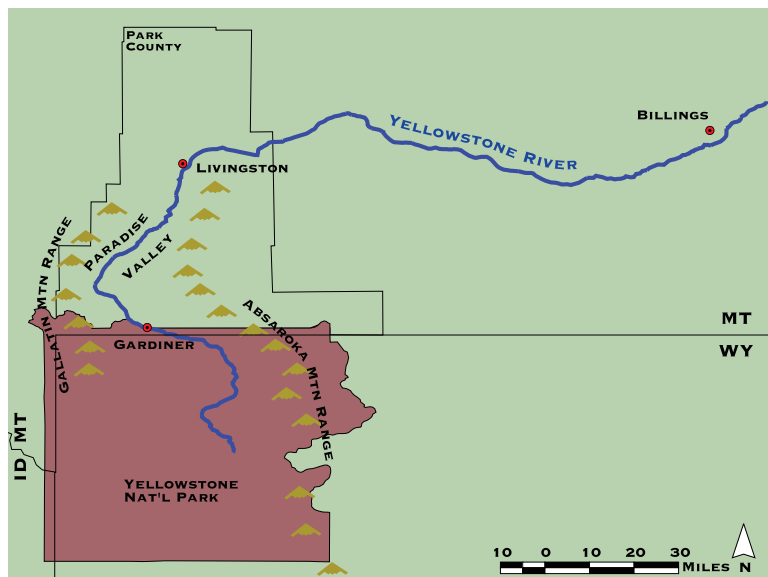 PARK
COUNTY
BILLINGS
YELLOWSTONE RIVER
LIVINGSTON
PARADISE
VALLEY
GALLATIN MTN RANGE
ABSAROKA MTN RANGE
MT
GARDINER
WY
ID MT
YELLOWSTONE
NAT'L PARK
10 0 10 20 30
MILES N